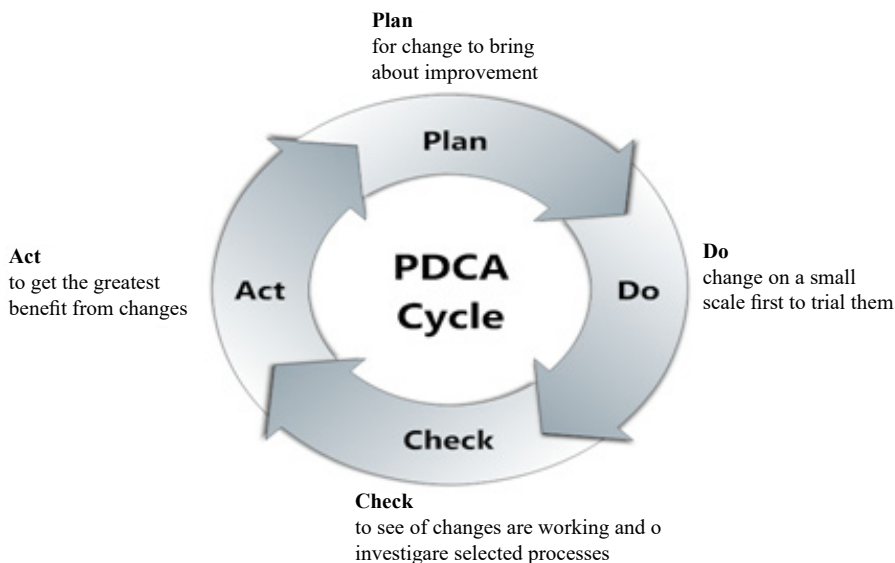 Plan
for change to bring
about improvement
Plan
Act
to get the greatest
benefit from changes
Act
PDCA
Cycle
Do
Do
change on a small
scale first to trial them
Check
Check
to see of changes are working and o
investigare selected processes